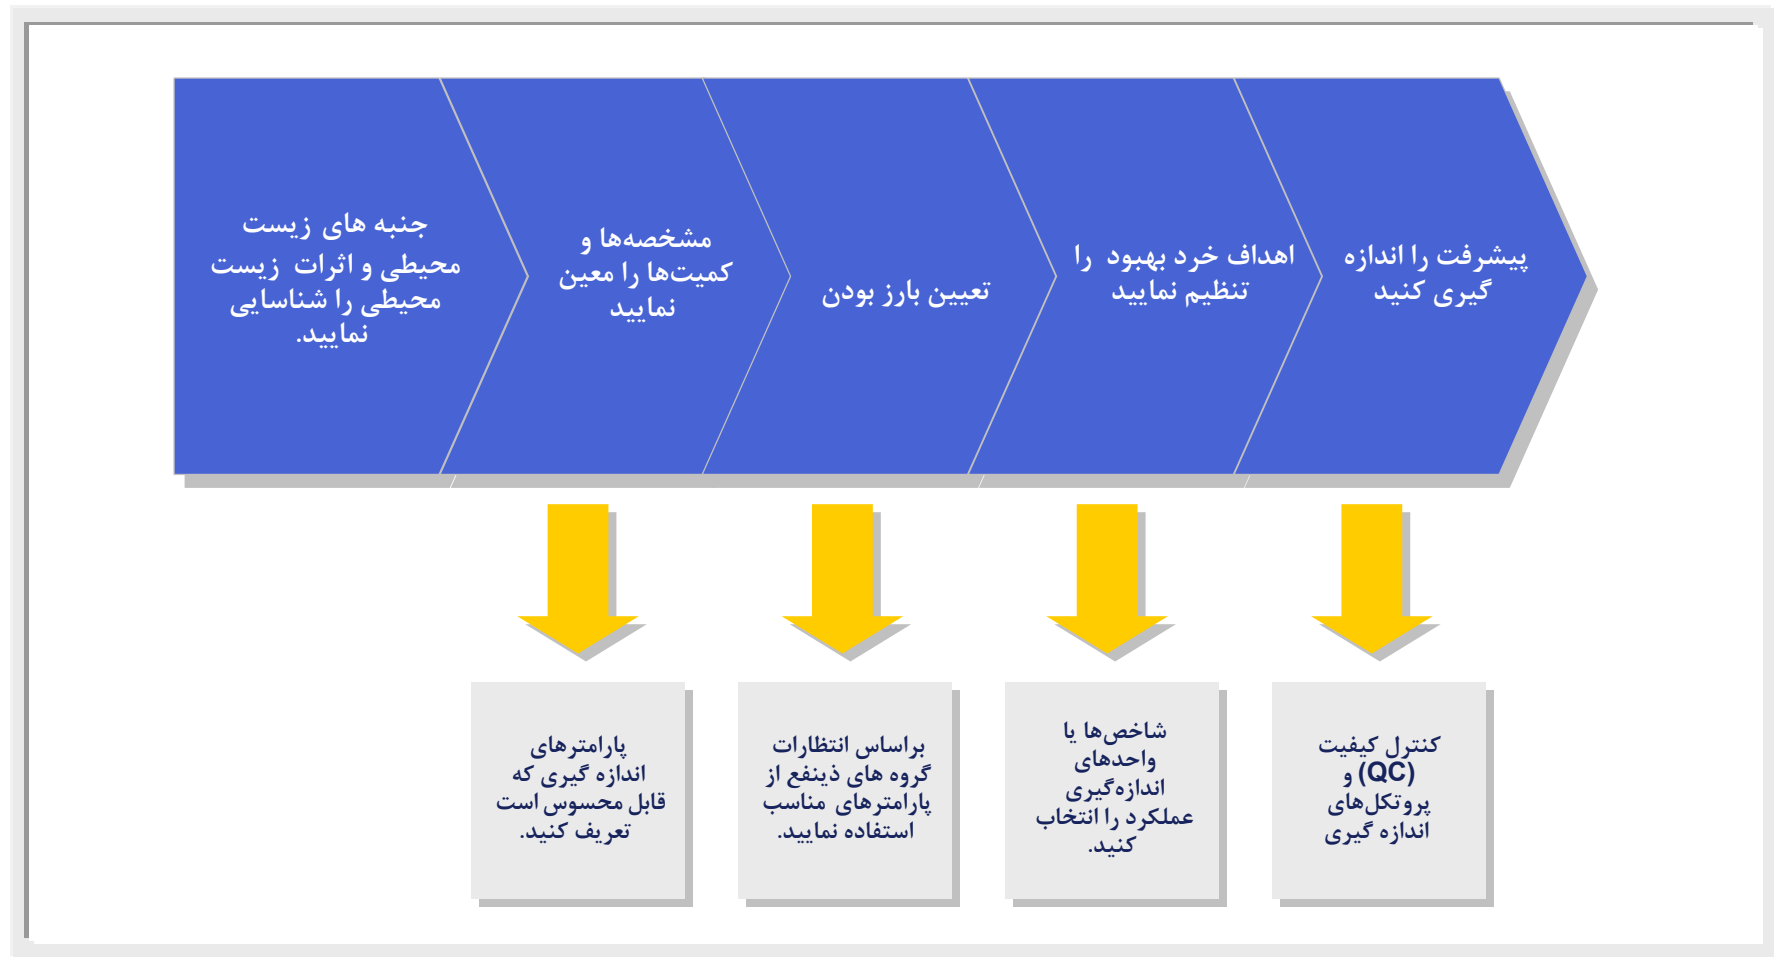 جنبه های زیست
محیطی و اثرات زیست
محیطی را شناسایی
نمایید.
مشخصه‌ها و
کمیت‌ها را معین
نمایید
تعیین بارز بودن
اهداف خرد بهبود را
تنظیم نمایید
پیشرفت را اندازه
گیری کنید
پارامترهای
اندازه گیری که
قابل محسوس است
تعریف کنید.
براساس انتظارات
گروه های ذینفع از
پارامترهای مناسب
استفاده نمایید.
شاخص‌ها یا
واحدهای
اندازه‌گیری
عملکرد را انتخاب
کنید.
کنترل کیفیت
(QC) و
پروتکل‌های
اندازه گیری